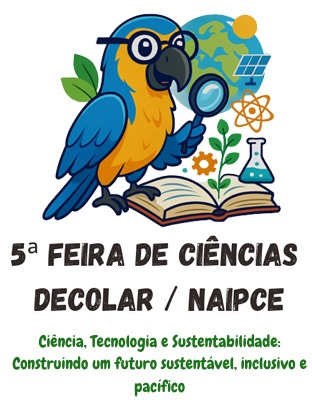 5ª FEIRA DE CIÊNCIAS
DECOLAR / NAIPCE
Ciência, Tecnologia e Sustentabilidade:
Construindo um futuro sustentável, inclusivo e
pacífico